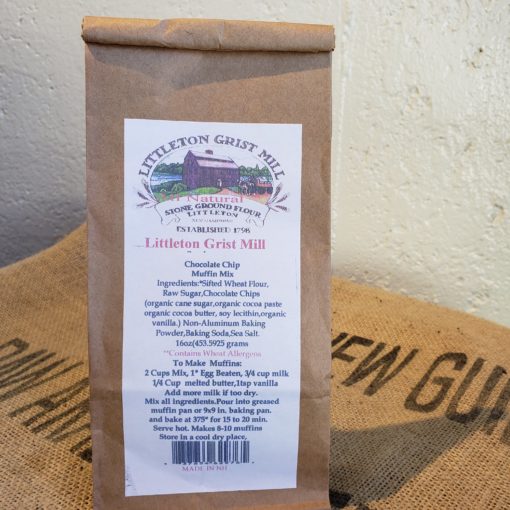 LITTLETON GRIST MILL
All Natural
STONE GROUND FLOUR
LITTLETON
NEW HAMPSHIRE
ESTABLISHED 1798
Littleton Grist Mill
Chocolate Chip
Muffin Mix
Ingredients:*Sifted Wheat Flour,
Raw Sugar,Chocolate Chips
(organic cane sugar,organic cocoa paste
organic cocoa butter, soy lecithin,organic
vanilla.) Non-Aluminum Baking
Powder,Baking Soda,Sea Salt.
16oz(453.5925 grams
**Contains Wheat Allergens
To Make Muffins:
2 Cups Mix, 1* Egg Beaten, 3/4 cup milk
1/4 Cup melted butter,1tsp vanilla
Add more milk if too dry.
Mix all ingredients.Pour into greased
muffin pan or 9x9 in. baking pan.
and bake at 375° for 15 to 20 min.
Serve hot. Makes 8-10 muffins
Store in a cool dry place,
MADE IN NH
EW GU